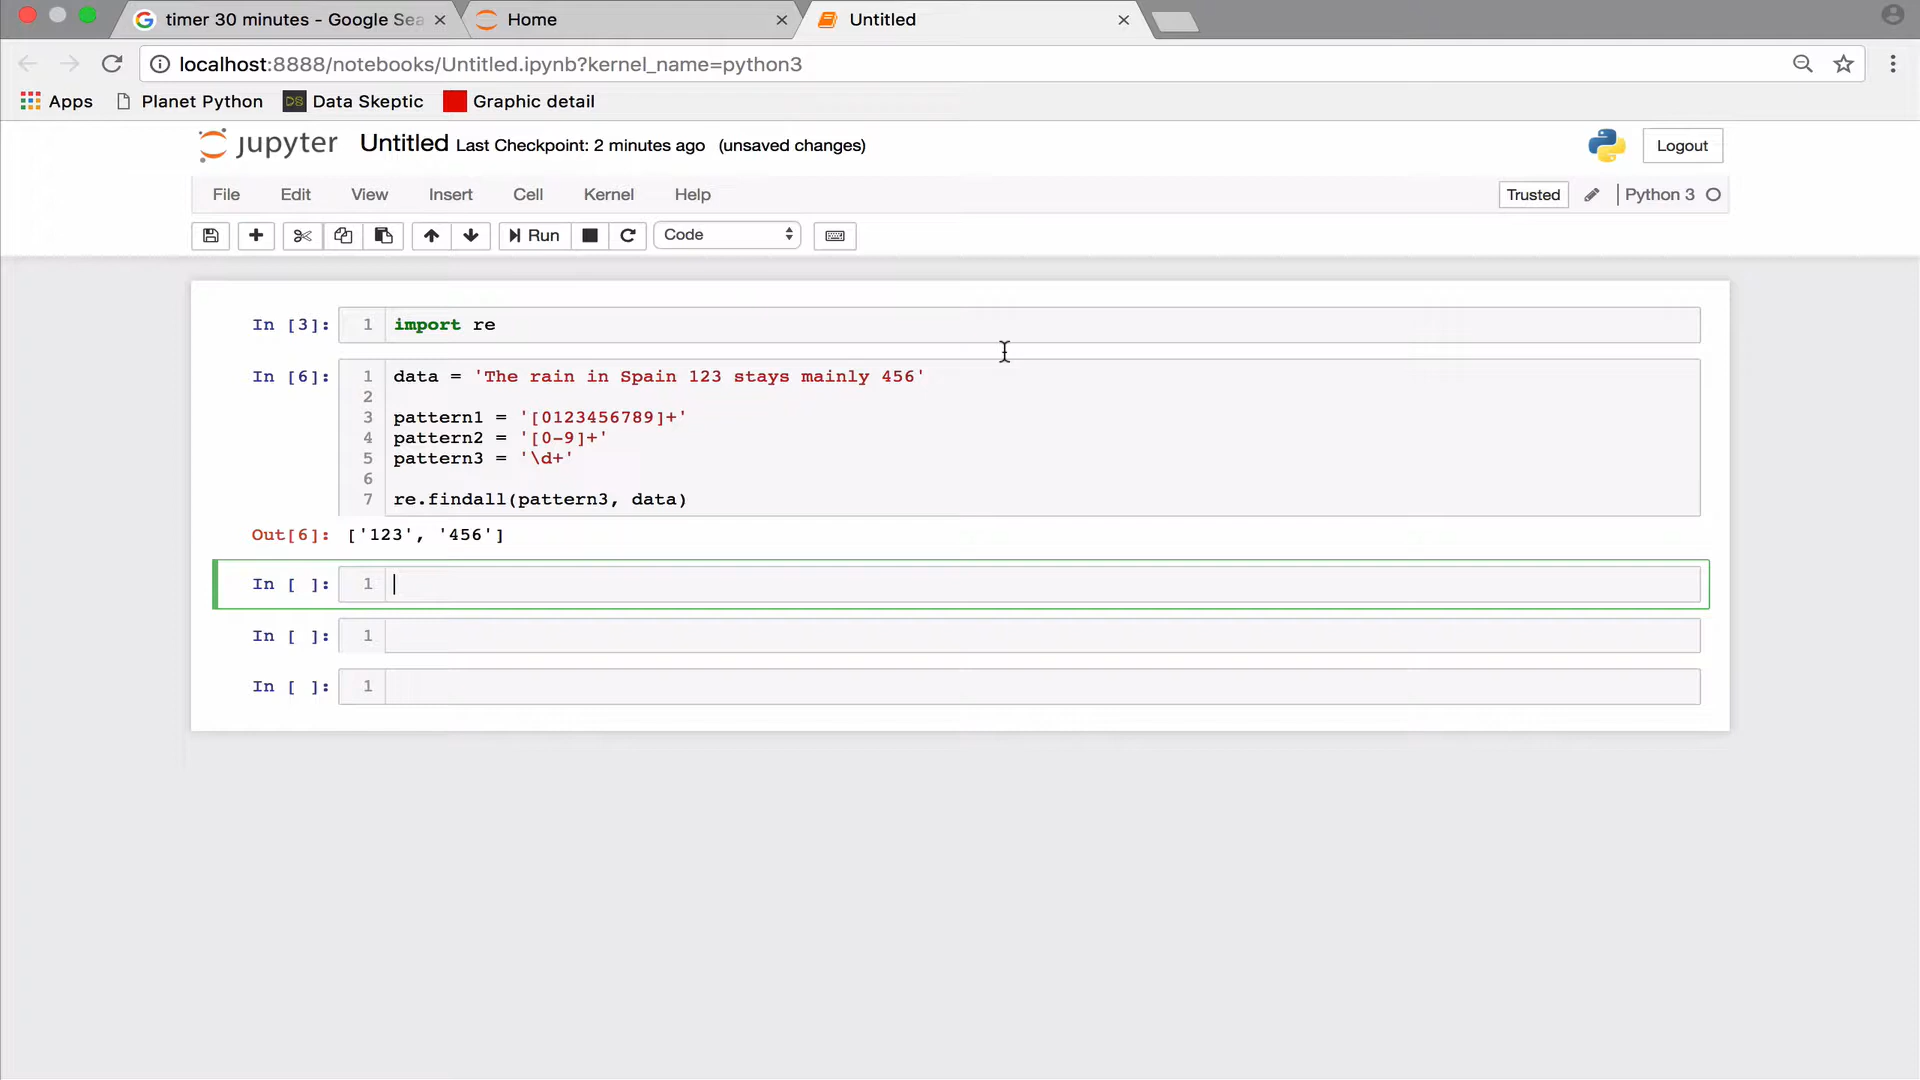 timer 30 minutes - Google Sea
Home
Untitled
localhost:8888/notebooks/Untitled.ipynb?kernel_name=python3
Apps
Planet Python
DS
Data Skeptic
Graphic detail
jupyter
Untitled
Last Checkpoint: 2 minutes ago
(unsaved changes)
Logout
File
Edit
View
Insert
Cell
Kernel
Help
Trusted
Python 3
Run
Code
In [3]:
1
import re
In [6]:
1 data = 'The rain in Spain 123 stays mainly 456'
2
3 pattern1 = '[0123456789]+'
4 pattern2 = '[0-9]+'
5 pattern3 = '\d+'
6
7 re.findall(pattern3, data)
Out[6]: ['123', '456']
In [ ]: 1
In [ ]: 1
In [ ]: 1